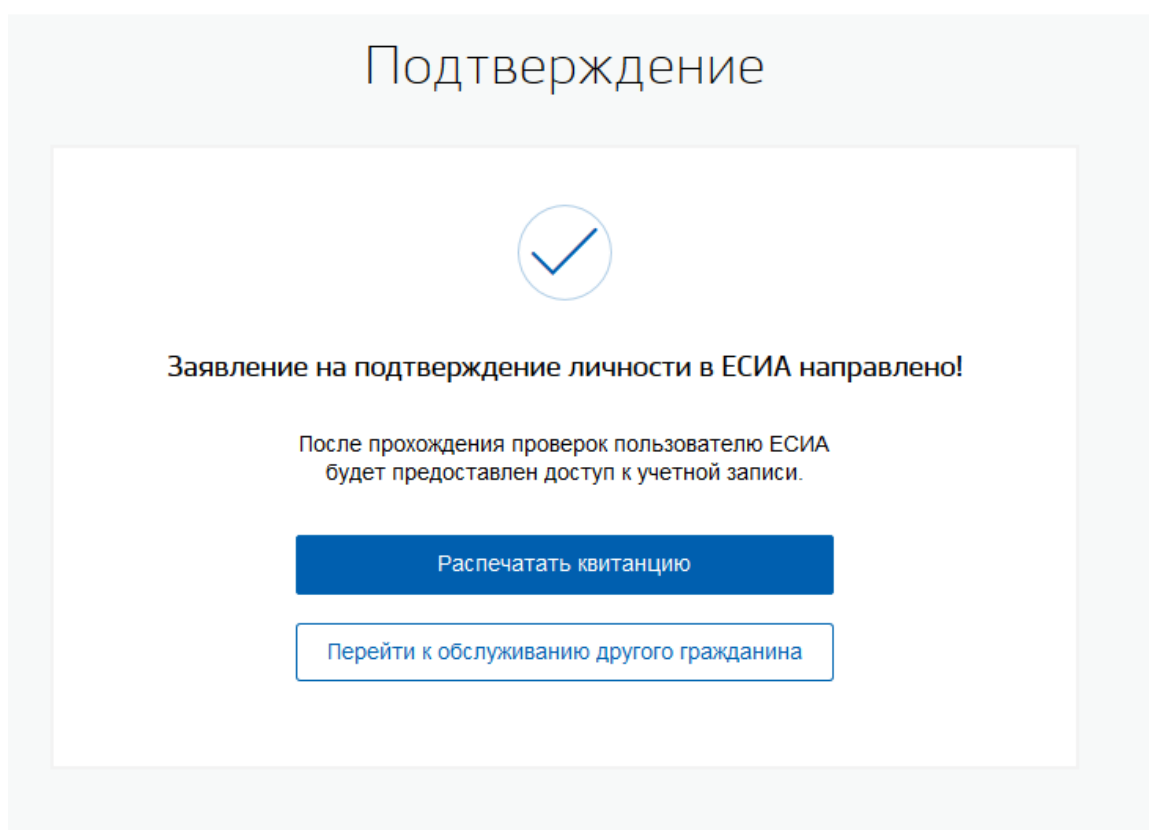 Подтверждение
Заявление на подтверждение личности в ЕСИА направлено!
После прохождения проверок пользователю ЕСИА
будет предоставлен доступ к учетной записи.
Распечатать квитанцию
Перейти к обслуживанию другого гражданина